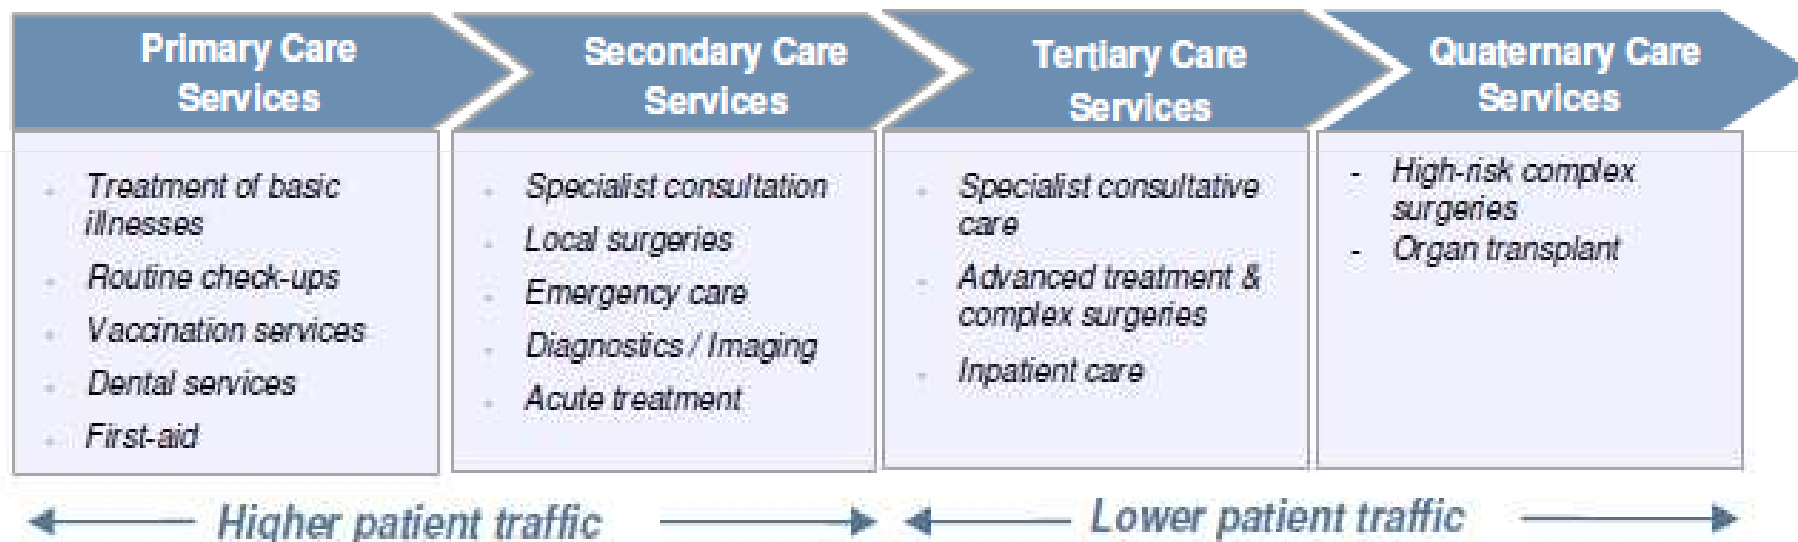 Primary Care
Services
Secondary Care
Services
Tertiary Care
Services
Quaternary Care
Services
- Treatment of basic
illnesses
- Routine check-ups
- Vaccination services
- Dental services
- First-aid
- Specialist consultation
- Local surgeries
- Emergency care
- Diagnostics / Imaging
- Acute treatment
- Specialist consultative
care
- Advanced treatment &
complex surgeries
- Inpatient care
- High-risk complex
surgeries
- Organ transplant
Higher patient traffic
Lower patient traffic